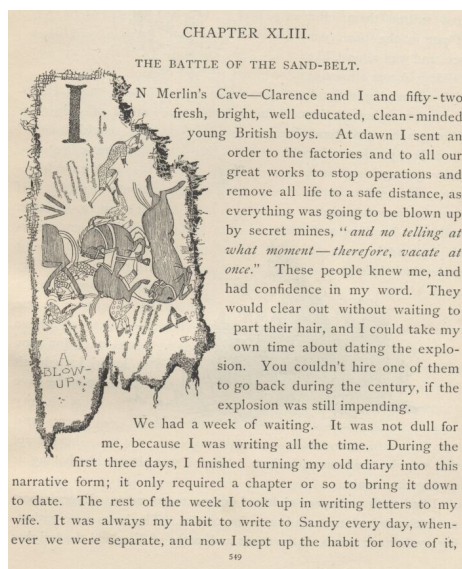 CHAPTER XLIII.
THE BATTLE OF THE SAND-BELT.
IN Merlin's Cave—Clarence and I and fifty-two
fresh, bright, well educated, clean-minded
young British boys. At dawn I sent an
order to the factories and to all our
great works to stop operations and
remove all life to a safe distance, as
everything was going to be blown up
by secret mines, "and no telling at
what moment—therefore, vacate at
once." These people knew me, and
had confidence in my word. They
would clear out without waiting to
part their hair, and I could take my
own time about dating the explo-
sion. You couldn't hire one of them
to go back during the century, if the
explosion was still impending.
A
BLOW-
UP
We had a week of waiting. It was not dull for
me, because I was writing all the time. During the
first three days, I finished turning my old diary into this
narrative form; it only required a chapter or so to bring it down
to date. The rest of the week I took up in writing letters to my
wife. It was always my habit to write to Sandy every day, when-
ever we were separate, and now I kept up the habit for love of it,
549